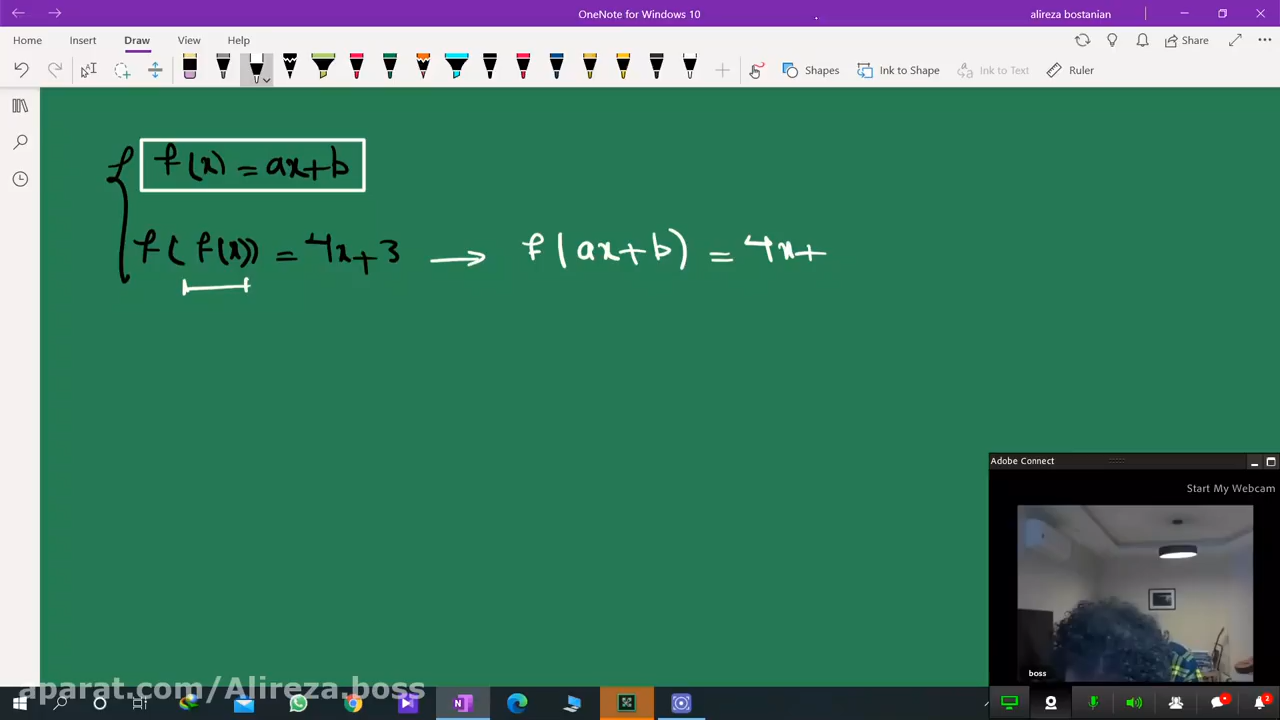 OneNote for Windows 10
alireza bostanian
Home Insert Draw View Help
Share
Shapes
Ink to Shape
Ink to Text
Ruler
f(x) = ax+b
f(f(x)) = 4x+3 → f(ax+b) = 4x+
Adobe Connect
Start My Webcam
boss
aparat.com/Alireza.boss